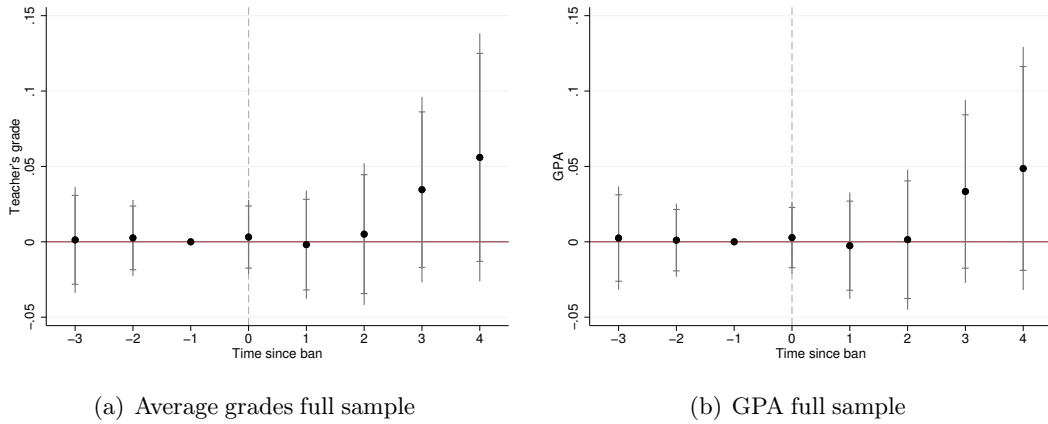 .15
.1
.05
0
-.05
Teacher's grade
-3 -2 -1 0 1 2 3 4
Time since ban
(a) Average grades full sample
.15
.1
.05
0
-.05
GPA
-3 -2 -1 0 1 2 3 4
Time since ban
(b) GPA full sample